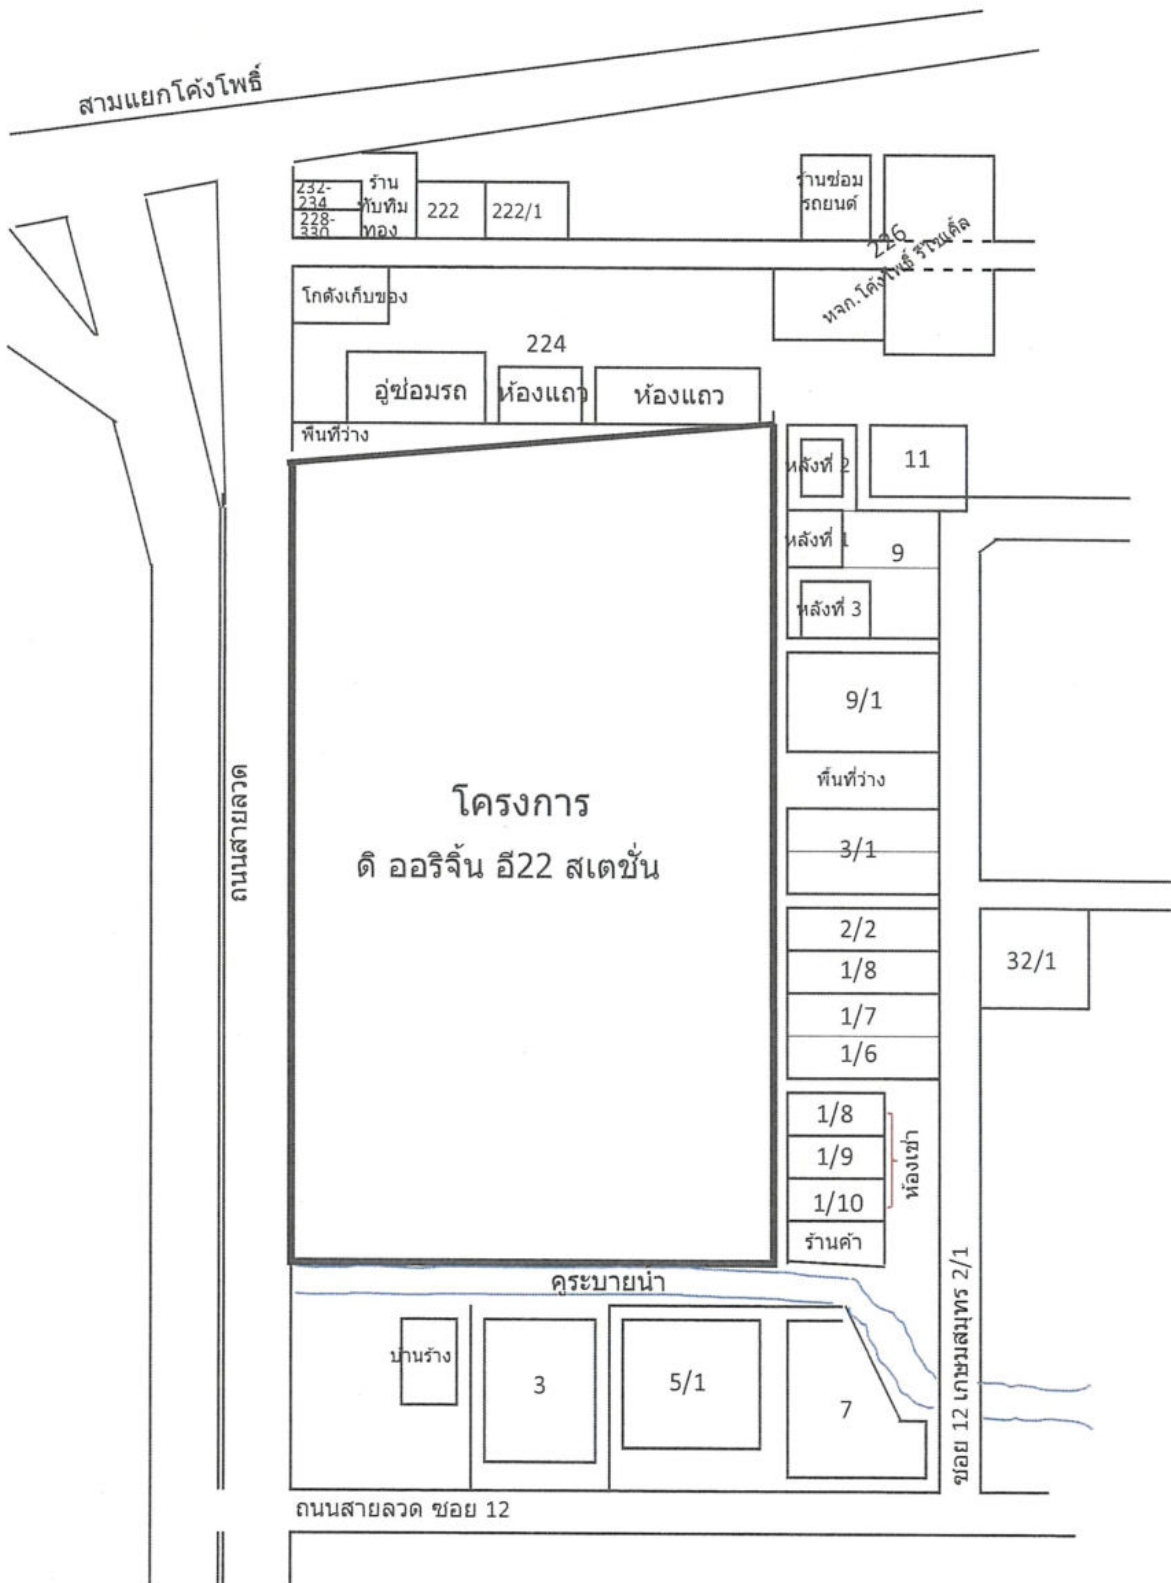 สามแยกโค้งโพธิ์
232-
234
228-
330
ร้าน
ทับทิม
ทอง
222
222/1
ร้านซ่อม
รถยนต์
226
หจก.โค้งโพธิ์ รีไซเคิ้ล
โกดังเก็บของ
224
อู่ซ่อมรถ
ห้องแถว
ห้องแถว
พื้นที่ว่าง
หลังที่ 2
11
หลังที่ 1
9
หลังที่ 3
9/1
พื้นที่ว่าง
ถนนสายลวด
โครงการ
ดิ ออริจิ้น อี22 สเตชั่น
3/1
2/2
1/8
1/7
1/6
32/1
1/8
1/9
1/10
ห้องเช่า
ร้านค้า
คูระบายน้ำ
บ้านร้าง
3
5/1
7
ซอย 12 เกษมสมุทร 2/1
ถนนสายลวด ซอย 12